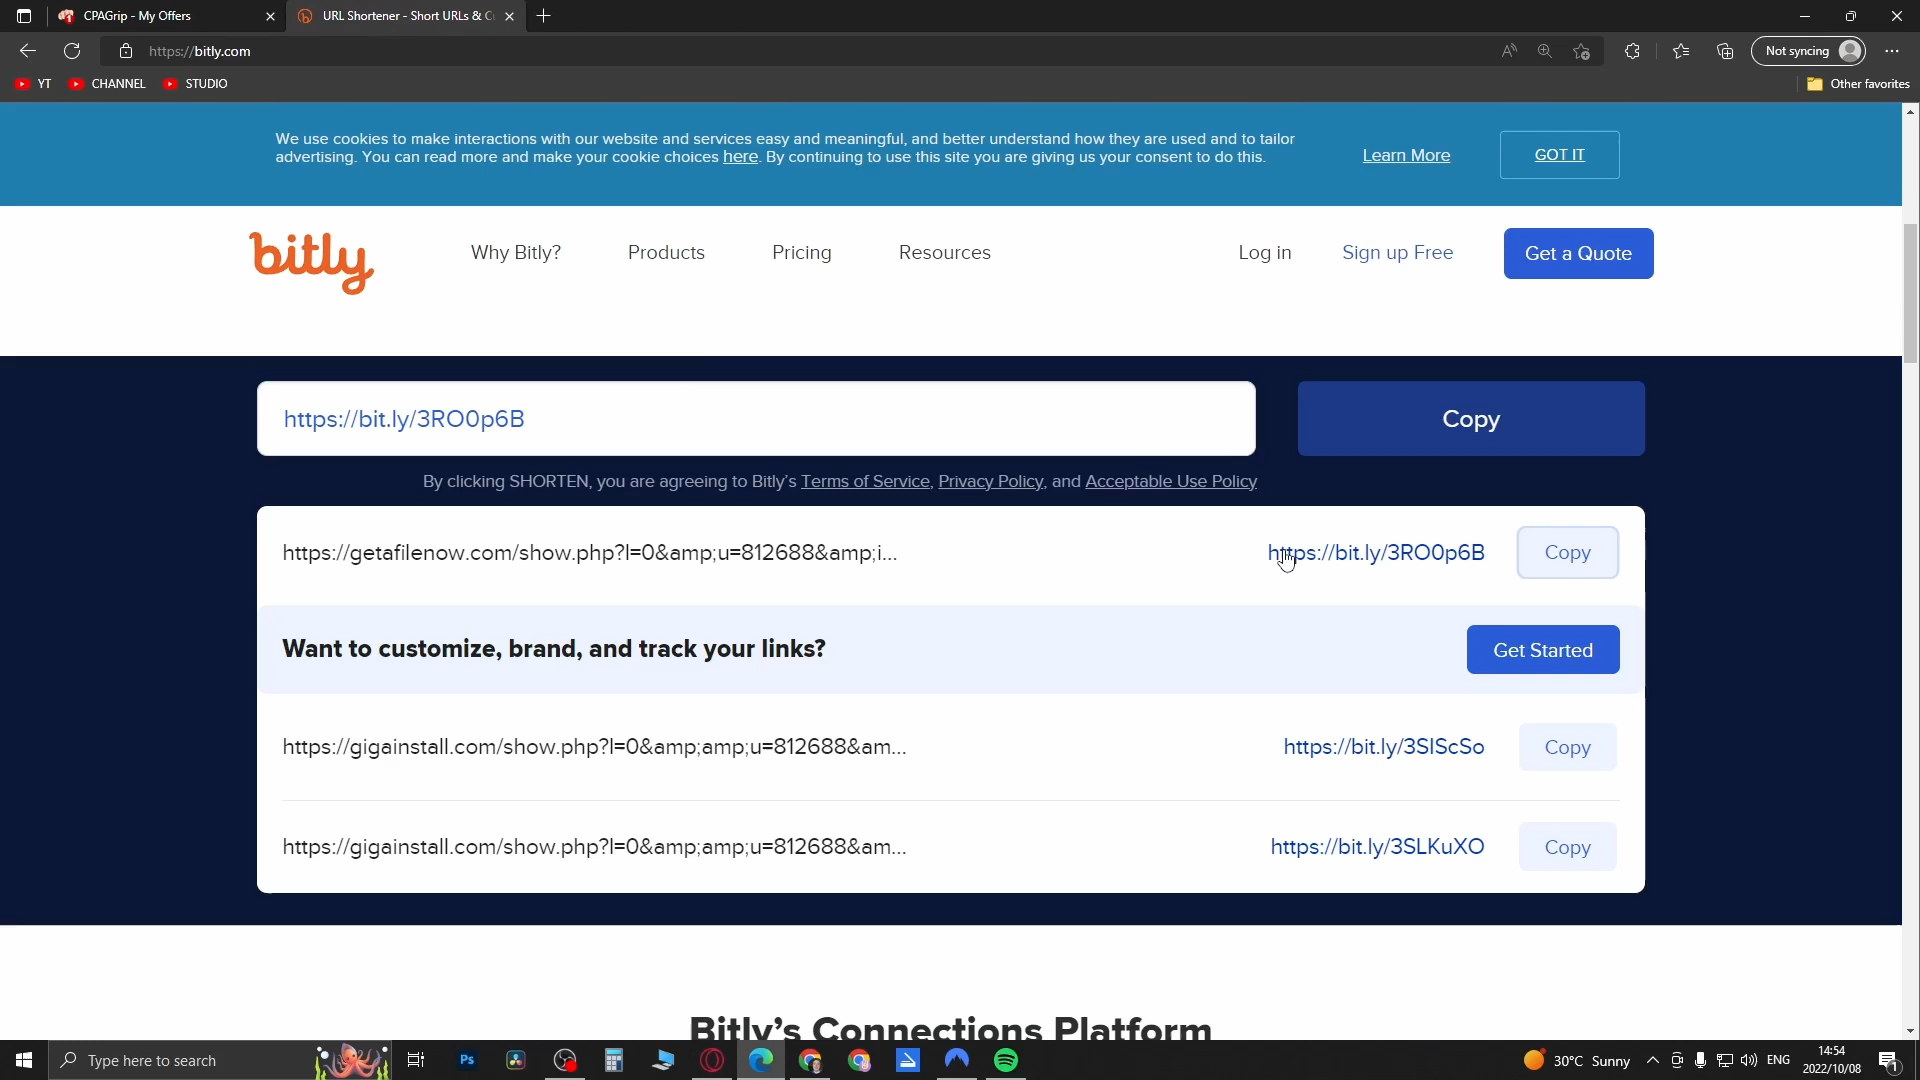 CPAGrip - My Offers
URL Shortener - Short URLs & C
https://bitly.com
Not syncing
YT
CHANNEL
STUDIO
Other favorites
We use cookies to make interactions with our website and services easy and meaningful, and better understand how they are used and to tailor
advertising. You can read more and make your cookie choices here. By continuing to use this site you are giving us your consent to do this.
Learn More
GOT IT
bitly
Why Bitly?
Products
Pricing
Resources
Log in
Sign up Free
Get a Quote
https://bit.ly/3RO0p6B
Copy
By clicking SHORTEN, you are agreeing to Bitly's Terms of Service, Privacy Policy, and Acceptable Use Policy
https://getafilenow.com/show.php?l=0&amp;u=812688&amp;i...
https://bit.ly/3RO0p6B
Copy
Want to customize, brand, and track your links?
Get Started
https://gigainstall.com/show.php?l=0&amp;amp;u=812688&am...
https://bit.ly/3SIScSo
Copy
https://gigainstall.com/show.php?l=0&amp;amp;u=812688&am...
https://bit.ly/3SLKuXO
Copy
Bitly's Connections Platform
Type here to search
Ps
30°C Sunny
ENG
14:54
2022/10/08
1